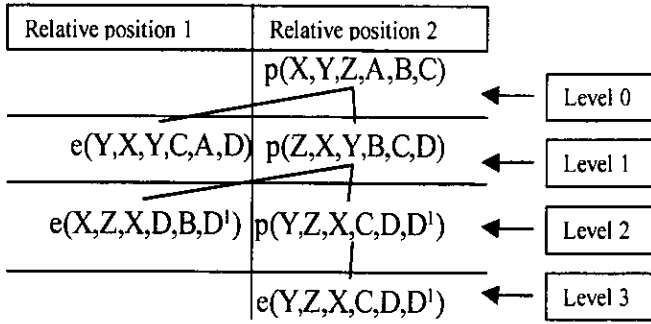 Relative position 1 Relative position 2
p(X,Y,Z,A,B,C) Level 0
e(Y,X,Y,C,A,D) p(Z,X,Y,B,C,D) Level 1
e(X,Z,X,D,B,D¹) p(Y,Z,X,C,D,D¹) Level 2
e(Y,Z,X,C,D,D¹) Level 3